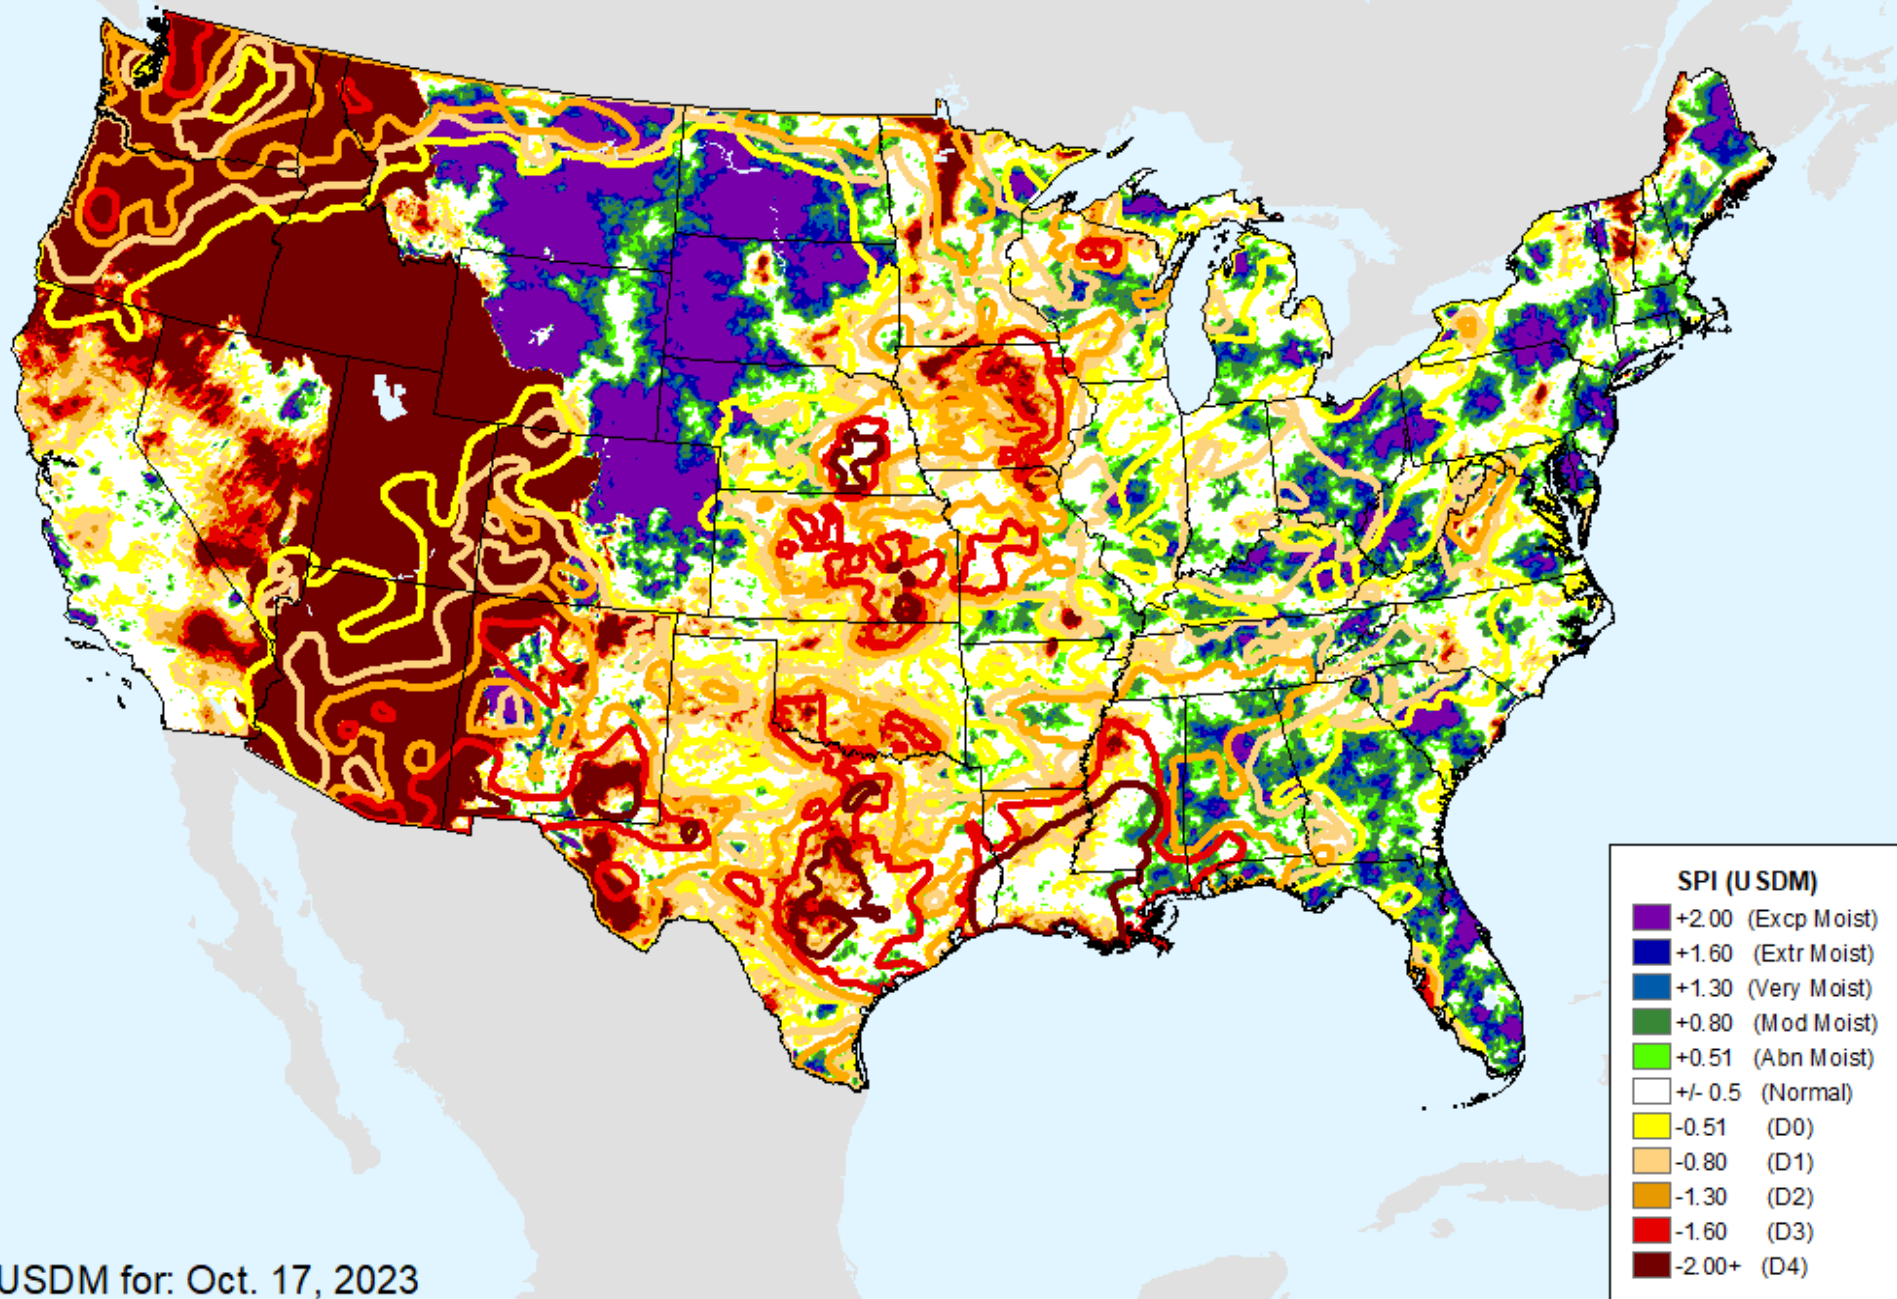 SPI (USDM)
+2.00 (Excp Moist)
+1.60 (Extr Moist)
+1.30 (Very Moist)
+0.80 (Mod Moist)
+0.51 (Abn Moist)
+/- 0.5 (Normal)
-0.51 (D0)
-0.80 (D1)
-1.30 (D2)
-1.60 (D3)
-2.00+ (D4)
USDM for: Oct. 17, 2023